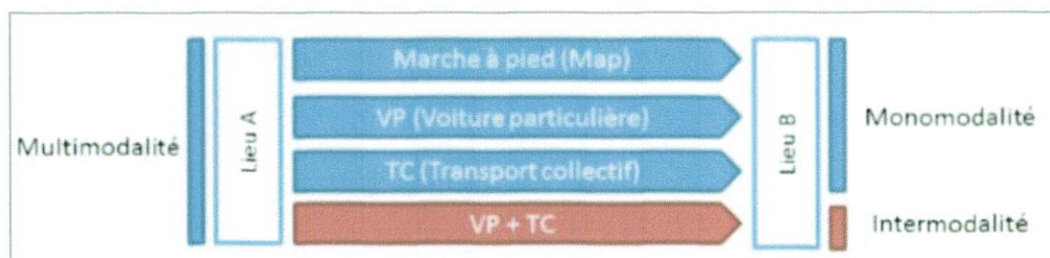 Multimodalité
Lieu A
Marche à pied (Map)
VP (Voiture particulière)
TC (Transport collectif)
VP + TC
Lieu B
Monomodalité
Intermodalité